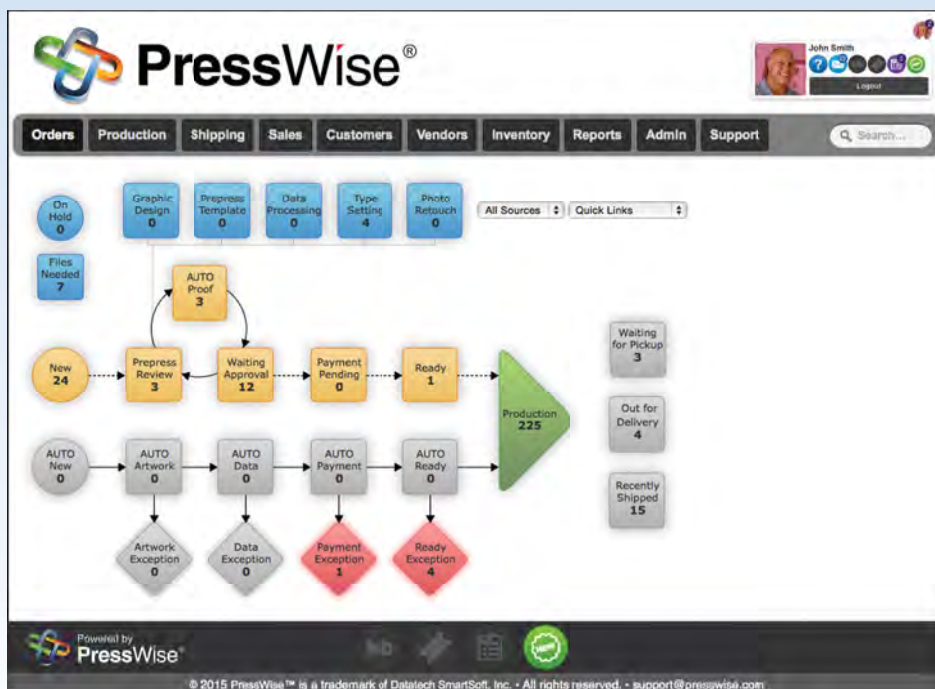 PressWise®
John Smith
Logout
Orders Production Shipping Sales Customers Vendors Inventory Reports Admin Support Search...
On
Hold
0
Graphic
Design
0
Prepress
Template
0
Data
Processing
0
Type
Setting
4
Photo
Retouch
0
All Sources
Quick Links
Files
Needed
7
AUTO
Proof
3
New
24
Prepress
Review
3
Waiting
Approval
12
Payment
Pending
0
Ready
1
Production
225
Waiting
for Pickup
3
Out for
Delivery
4
Recently
Shipped
15
AUTO
New
0
AUTO
Artwork
0
AUTO
Data
0
AUTO
Payment
0
AUTO
Ready
0
Artwork
Exception
0
Data
Exception
0
Payment
Exception
1
Ready
Exception
4
Powered by
PressWise®
NEW
© 2015 PressWise™ is a trademark of Datatech SmartSoft, Inc. • All rights reserved. • support@presswise.com